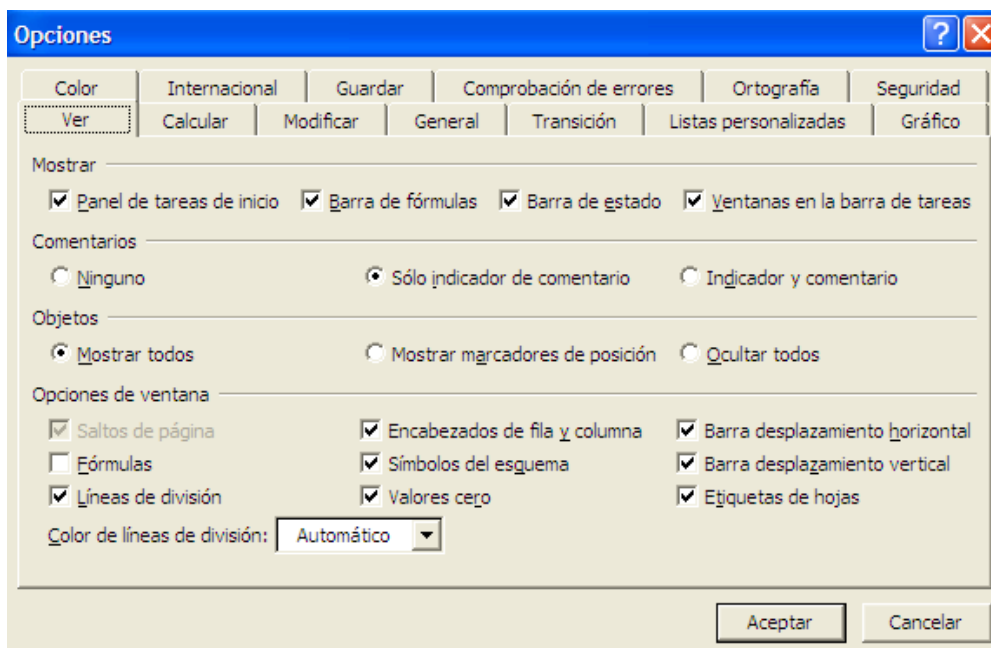 Opciones
Color Internacional Guardar Comprobación de errores Ortografía Seguridad
Ver Calcular Modificar General Transición Listas personalizadas Gráfico
Mostrar
Panel de tareas de inicio Barra de fórmulas Barra de estado Ventanas en la barra de tareas
Comentarios
Ninguno Sólo indicador de comentario Indicador y comentario
Objetos
Mostrar todos Mostrar marcadores de posición Ocultar todos
Opciones de ventana
Saltos de página Encabezados de fila y columna Barra desplazamiento horizontal
Fórmulas Símbolos del esquema Barra desplazamiento vertical
Líneas de división Valores cero Etiquetas de hojas
Color de líneas de división: Automático
Aceptar Cancelar